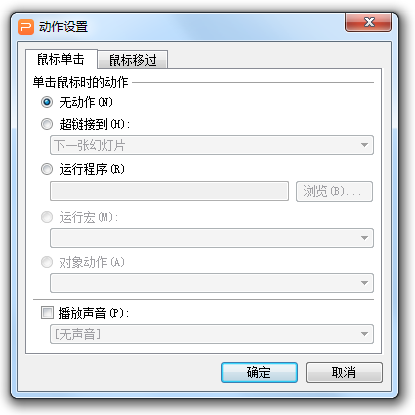 动作设置
鼠标单击 鼠标移过
单击鼠标时的动作
无动作(N)
超链接到(H):
下一张幻灯片
运行程序(R)
浏览(B)...
运行宏(M):
对象动作(A)
播放声音(P):
[无声音]
确定 取消